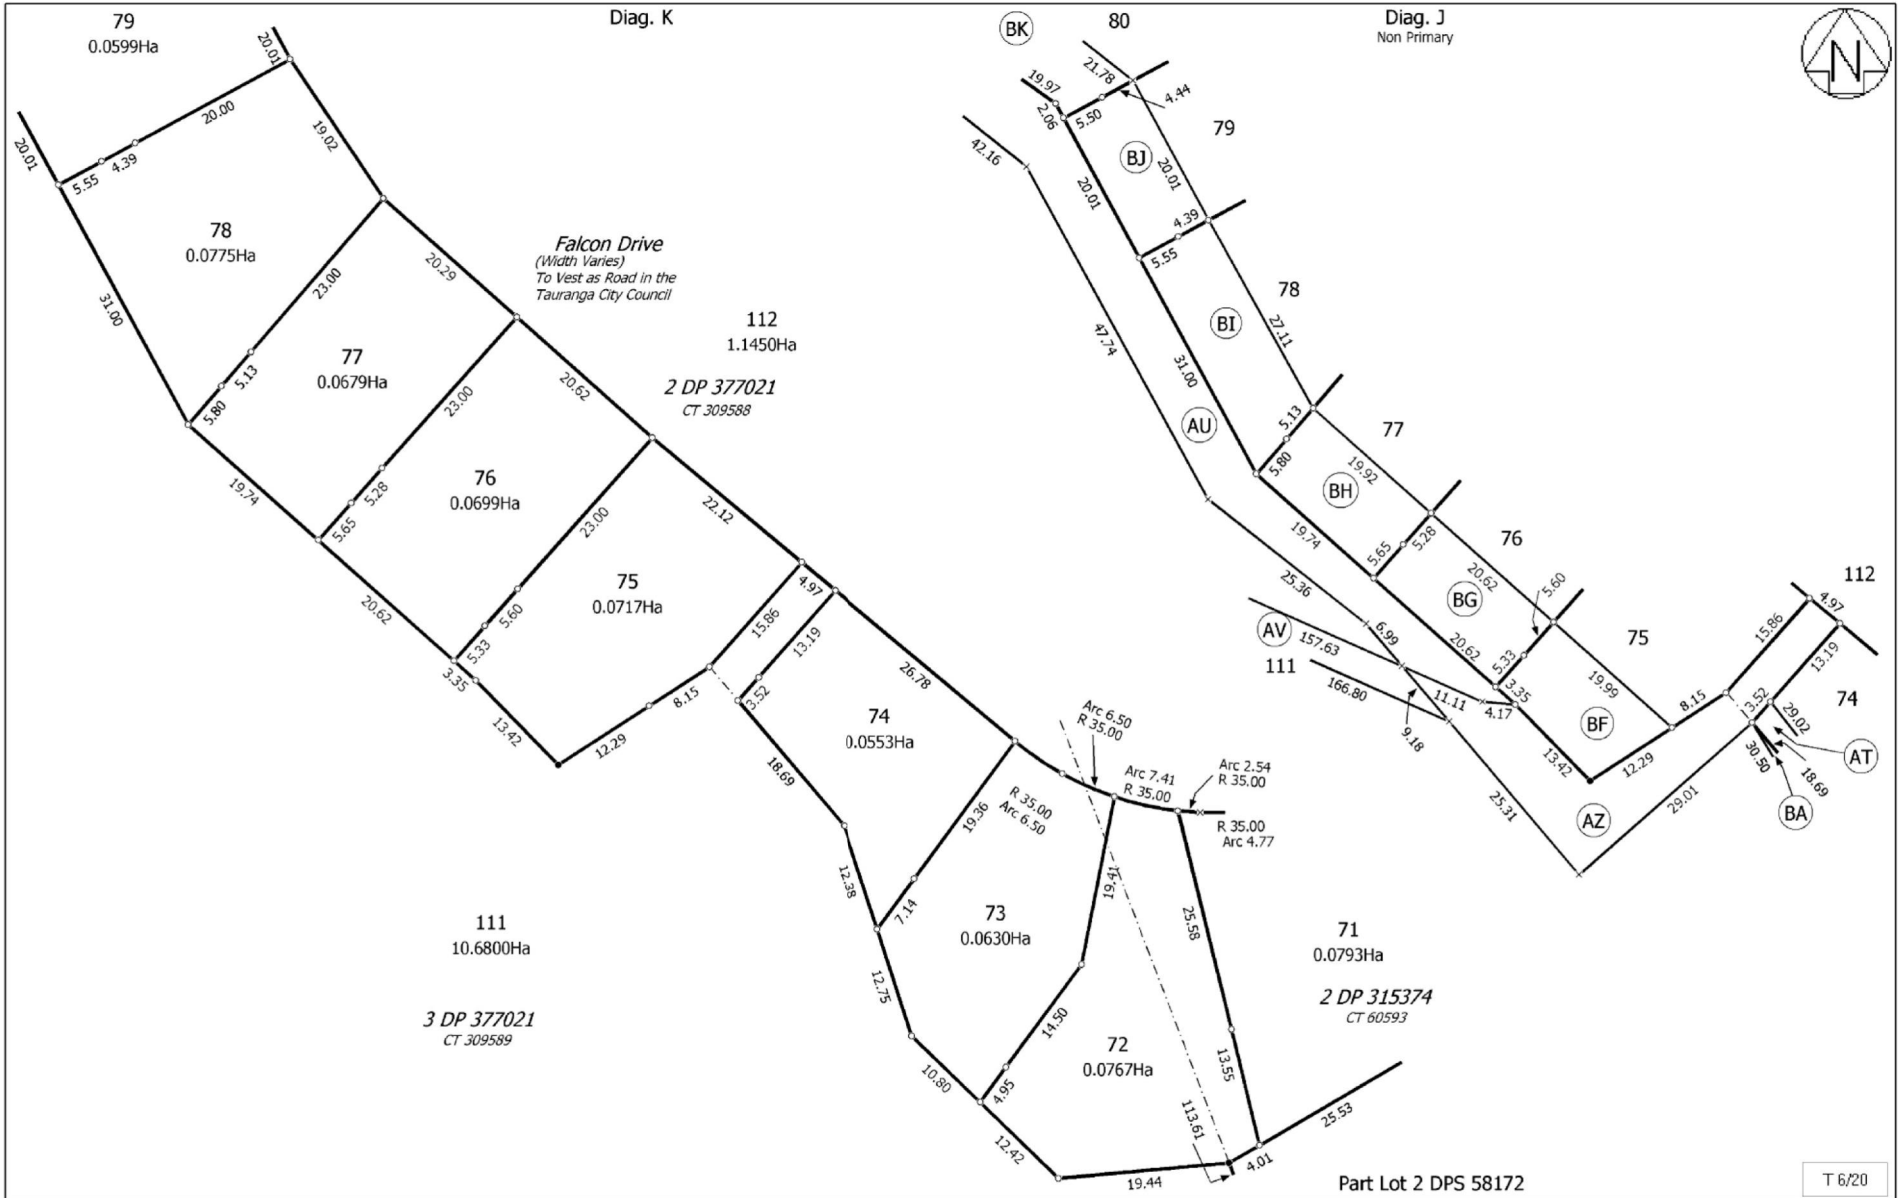 Diag. K
79
0.0599Ha
20.01
20.00
4.39
5.55
20.01
19.02
78
0.0775Ha
31.00
23.00
5.13
5.80
20.29
Falcon Drive
(Width Varies)
To Vest as Road in the
Tauranga City Council
112
1.1450Ha
2 DP 377021
CT 309588
77
0.0679Ha
19.74
23.00
5.28
5.65
20.62
76
0.0699Ha
20.62
23.00
5.60
5.33
22.12
75
0.0717Ha
3.35
13.42
12.29
8.15
15.86
4.97
13.19
3.52
26.78
74
0.0553Ha
18.69
12.38
19.36
7.14
R 35.00
Arc 6.50
Arc 6.50
R 35.00
Arc 7.41
R 35.00
Arc 2.54
R 35.00
R 35.00
Arc 4.77
73
0.0630Ha
12.75
10.80
19.41
14.50
4.95
72
0.0767Ha
12.42
19.44
113.61
4.01
25.58
13.55
25.53
71
0.0793Ha
2 DP 315374
CT 60593
111
10.6800Ha
3 DP 377021
CT 309589
Part Lot 2 DPS 58172
Diag. J
Non Primary
N
BK
80
19.97
2.06
21.78
4.44
5.50
79
42.16
BJ
20.01
20.01
4.39
5.55
78
47.74
BI
27.11
31.00
AU
5.13
5.80
77
19.92
BH
19.74
5.28
5.65
76
25.36
20.62
BG
20.62
5.60
5.33
75
AV
157.63
6.99
111
166.80
11.11
4.17
3.35
9.18
19.99
BF
13.42
12.29
8.15
15.86
4.97
112
13.19
3.52
74
29.02
AT
30.50
18.69
BA
25.31
AZ
29.01
T 6/20